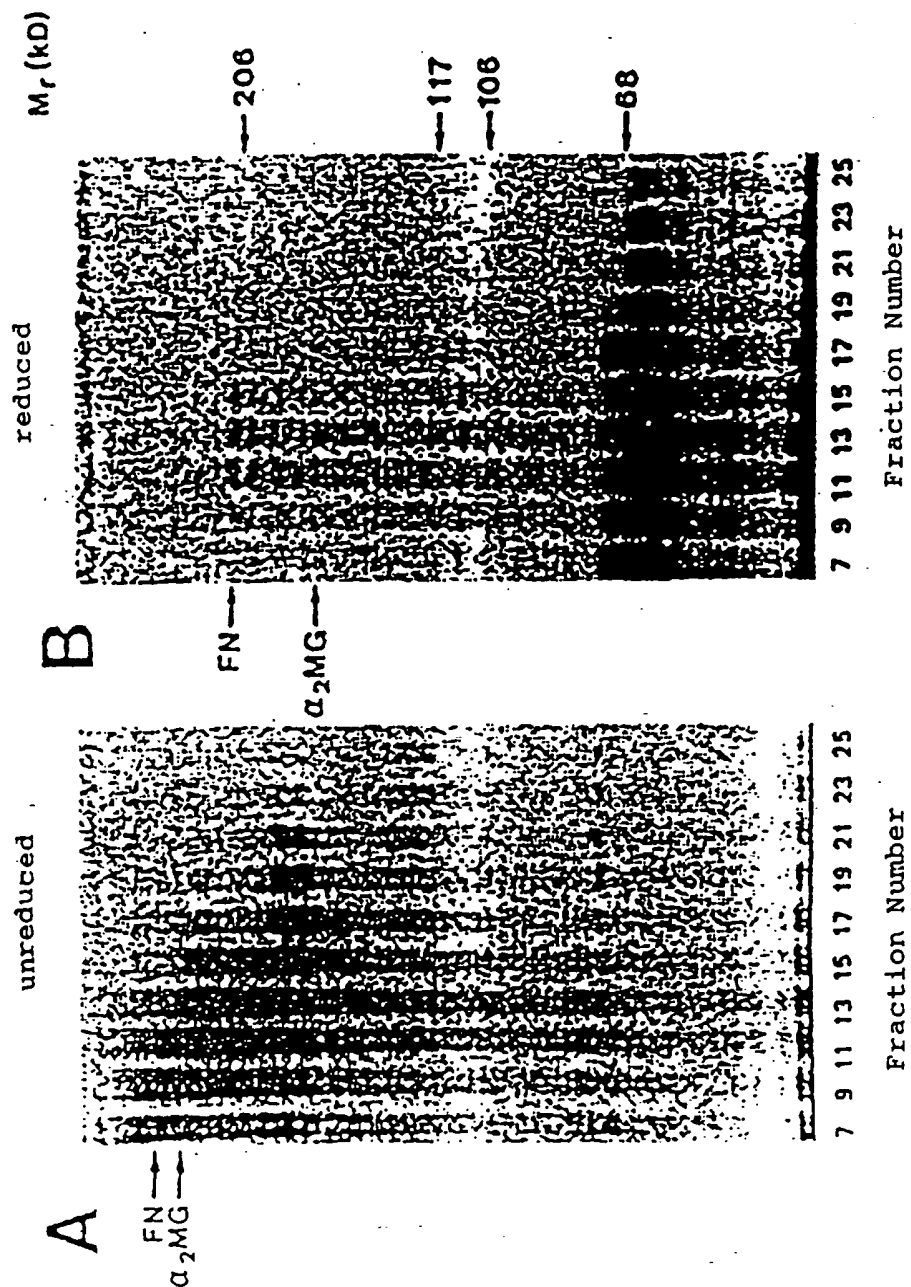 A
unreduced
FN
α₂MG
7 9 11 13 15 17 19 21 23 25
Fraction Number
B
reduced
Mr (kD)
FN
α₂MG
206
117
106
68
7 9 11 13 15 17 19 21 23 25
Fraction Number